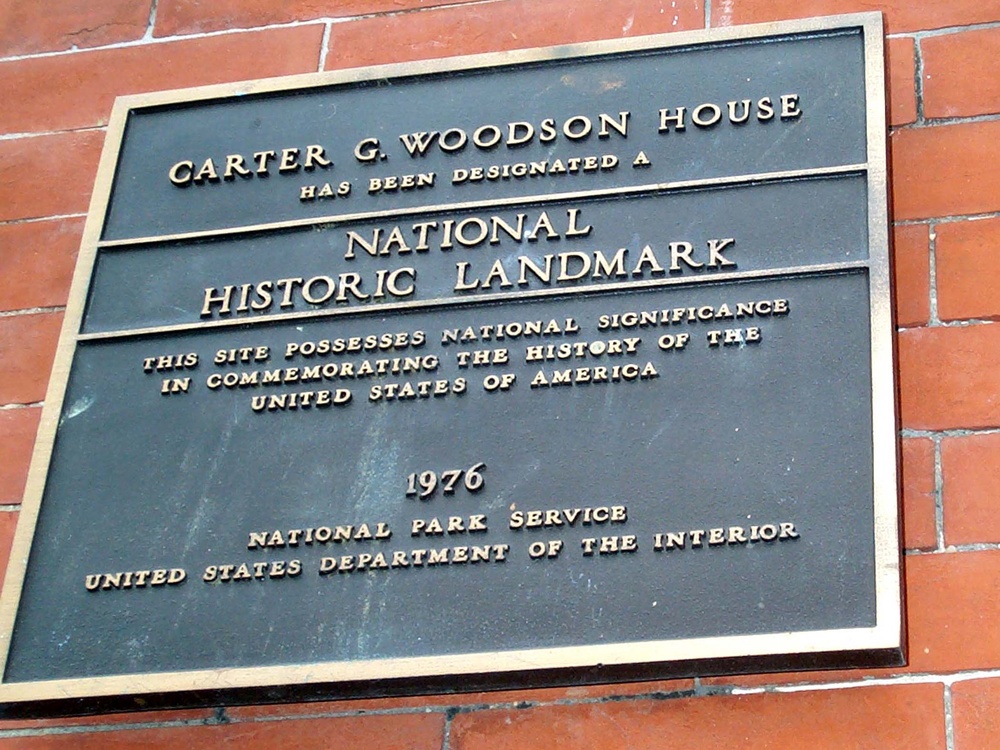 CARTER G. WOODSON HOUSE
HAS BEEN DESIGNATED A
NATIONAL
HISTORIC LANDMARK
THIS SITE POSSESSES NATIONAL SIGNIFICANCE
IN COMMEMORATING THE HISTORY OF THE
UNITED STATES OF AMERICA
1976
NATIONAL PARK SERVICE
UNITED STATES DEPARTMENT OF THE INTERIOR